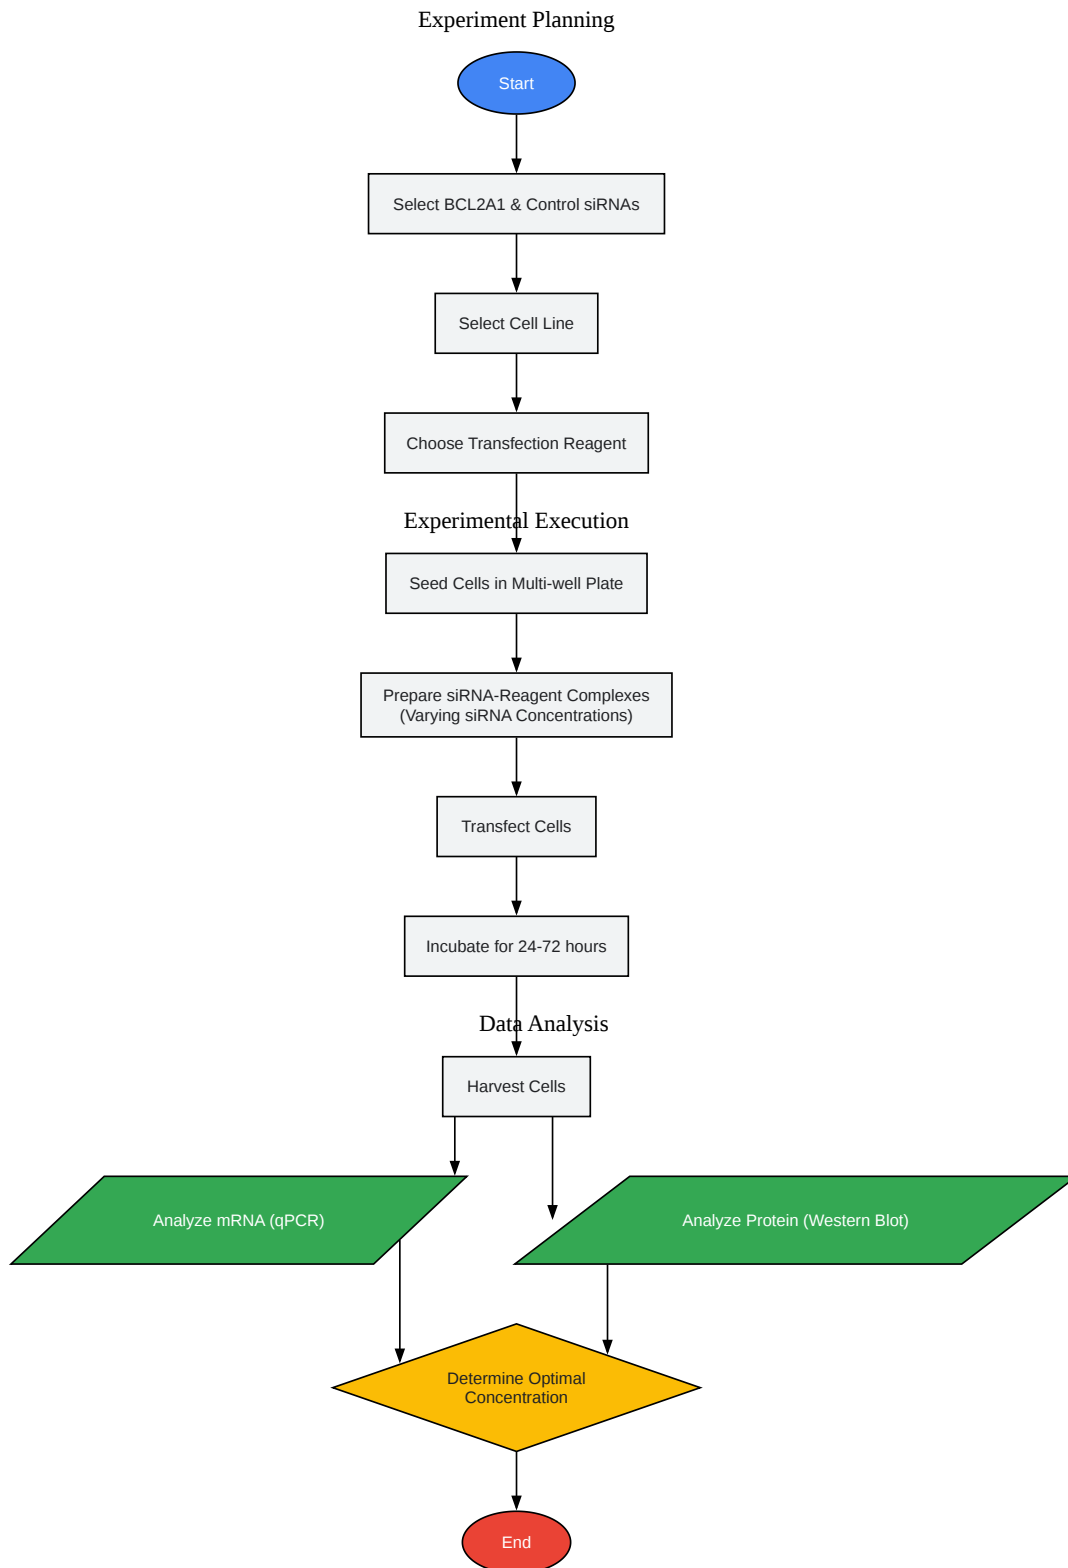 Experiment Planning
Start
Select BCL2A1 & Control siRNAs
Select Cell Line
Choose Transfection Reagent
Experimental Execution
Seed Cells in Multi-well Plate
Prepare siRNA-Reagent Complexes
(Varying siRNA Concentrations)
Transfect Cells
Incubate for 24-72 hours
Data Analysis
Harvest Cells
Analyze mRNA (qPCR)
Analyze Protein (Western Blot)
Determine Optimal
Concentration
End